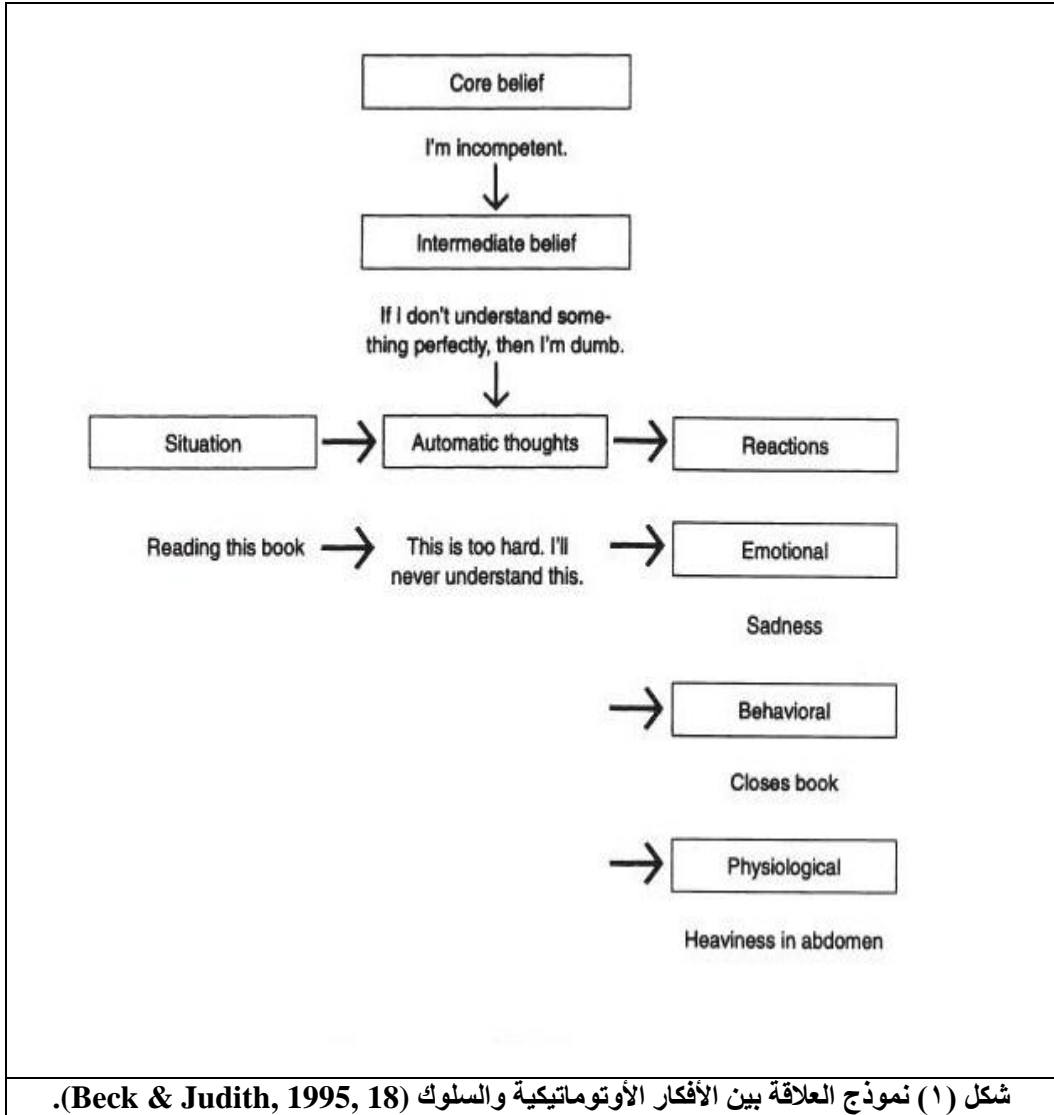 Core belief
I'm incompetent.
Intermediate belief
If I don't understand some-
thing perfectly, then I'm dumb.
Situation
Automatic thoughts
Reactions
Reading this book
This is too hard. I'll
never understand this.
Emotional
Sadness
Behavioral
Closes book
Physiological
Heaviness in abdomen
شكل (١) نموذج العلاقة بين الأفكار الأوتوماتيكية والسلوك (Beck & Judith, 1995, 18).